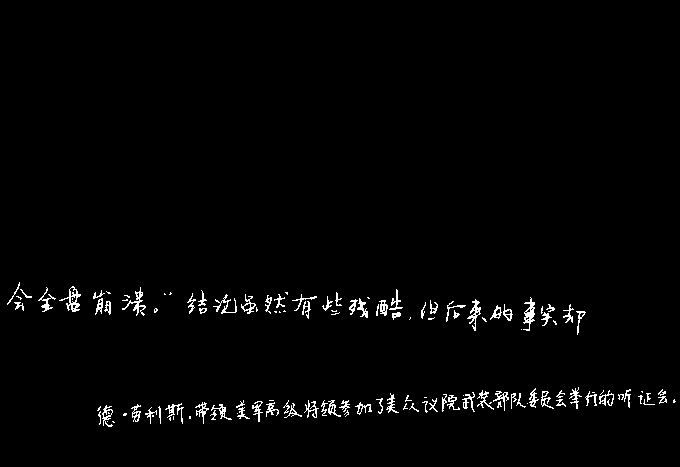 会全盘崩溃。"结论虽然有些残酷,但后来的事实却
德·劳利斯.带领美军高级将领参加了美众议院武装部队委员会举行的听证会。